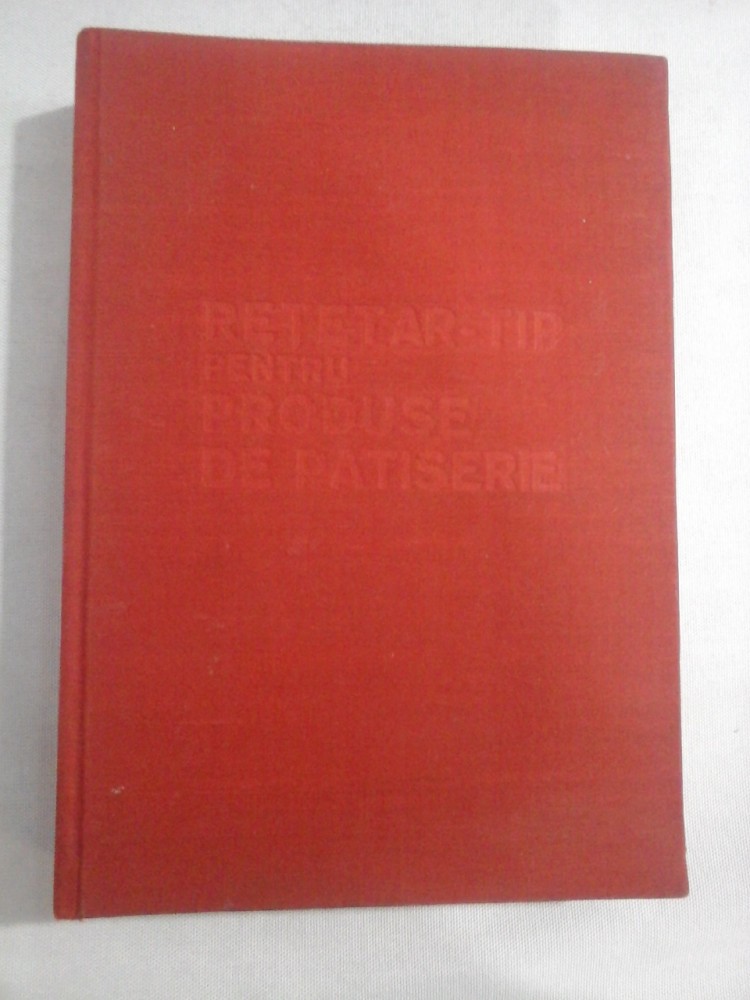 REȚETAR-TIP
PENTRU
PRODUSE
DE PATISERIE